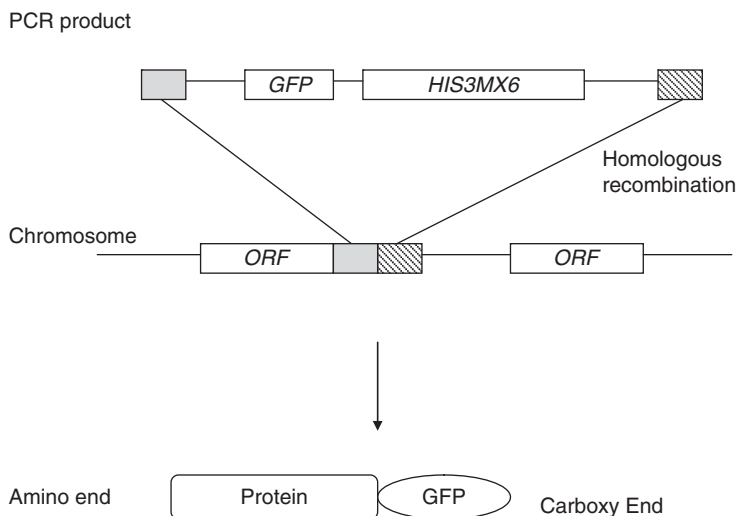 PCR product
GFP
HIS3MX6
Homologous
recombination
Chromosome
ORF
ORF
Amino end
Protein
GFP
Carboxy End